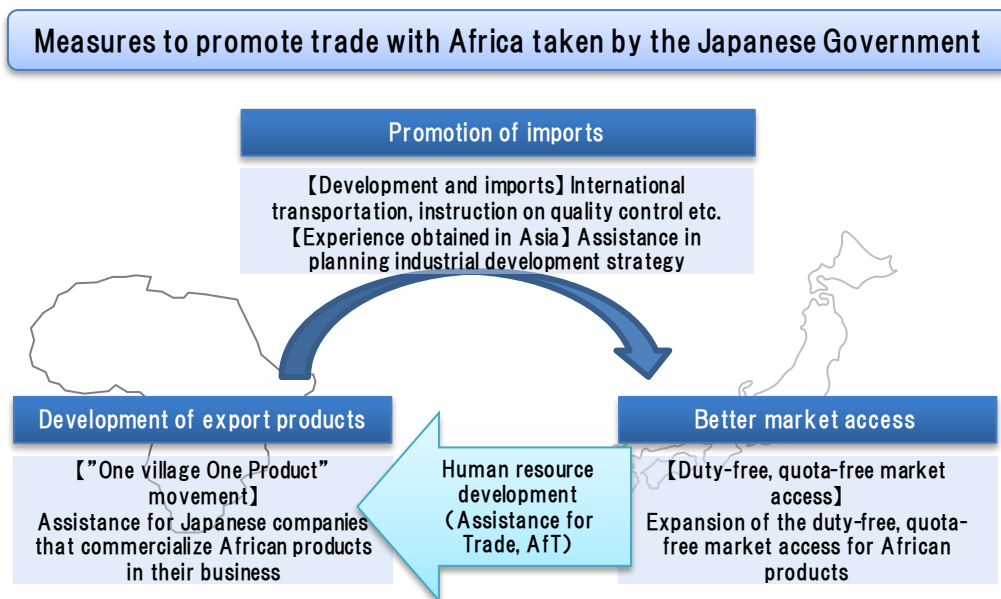 Measures to promote trade with Africa taken by the Japanese Government
Promotion of imports
【Development and imports】International
transportation, instruction on quality control etc.
【Experience obtained in Asia】Assistance in
planning industrial development strategy
Development of export products
【”One village One Product”
movement】
Assistance for Japanese companies
that commercialize African products
in their business
Human resource
development
（Assistance for
Trade, AfT）
Better market access
【Duty-free, quota-free market
access】
Expansion of the duty-free, quota-
free market access for African
products